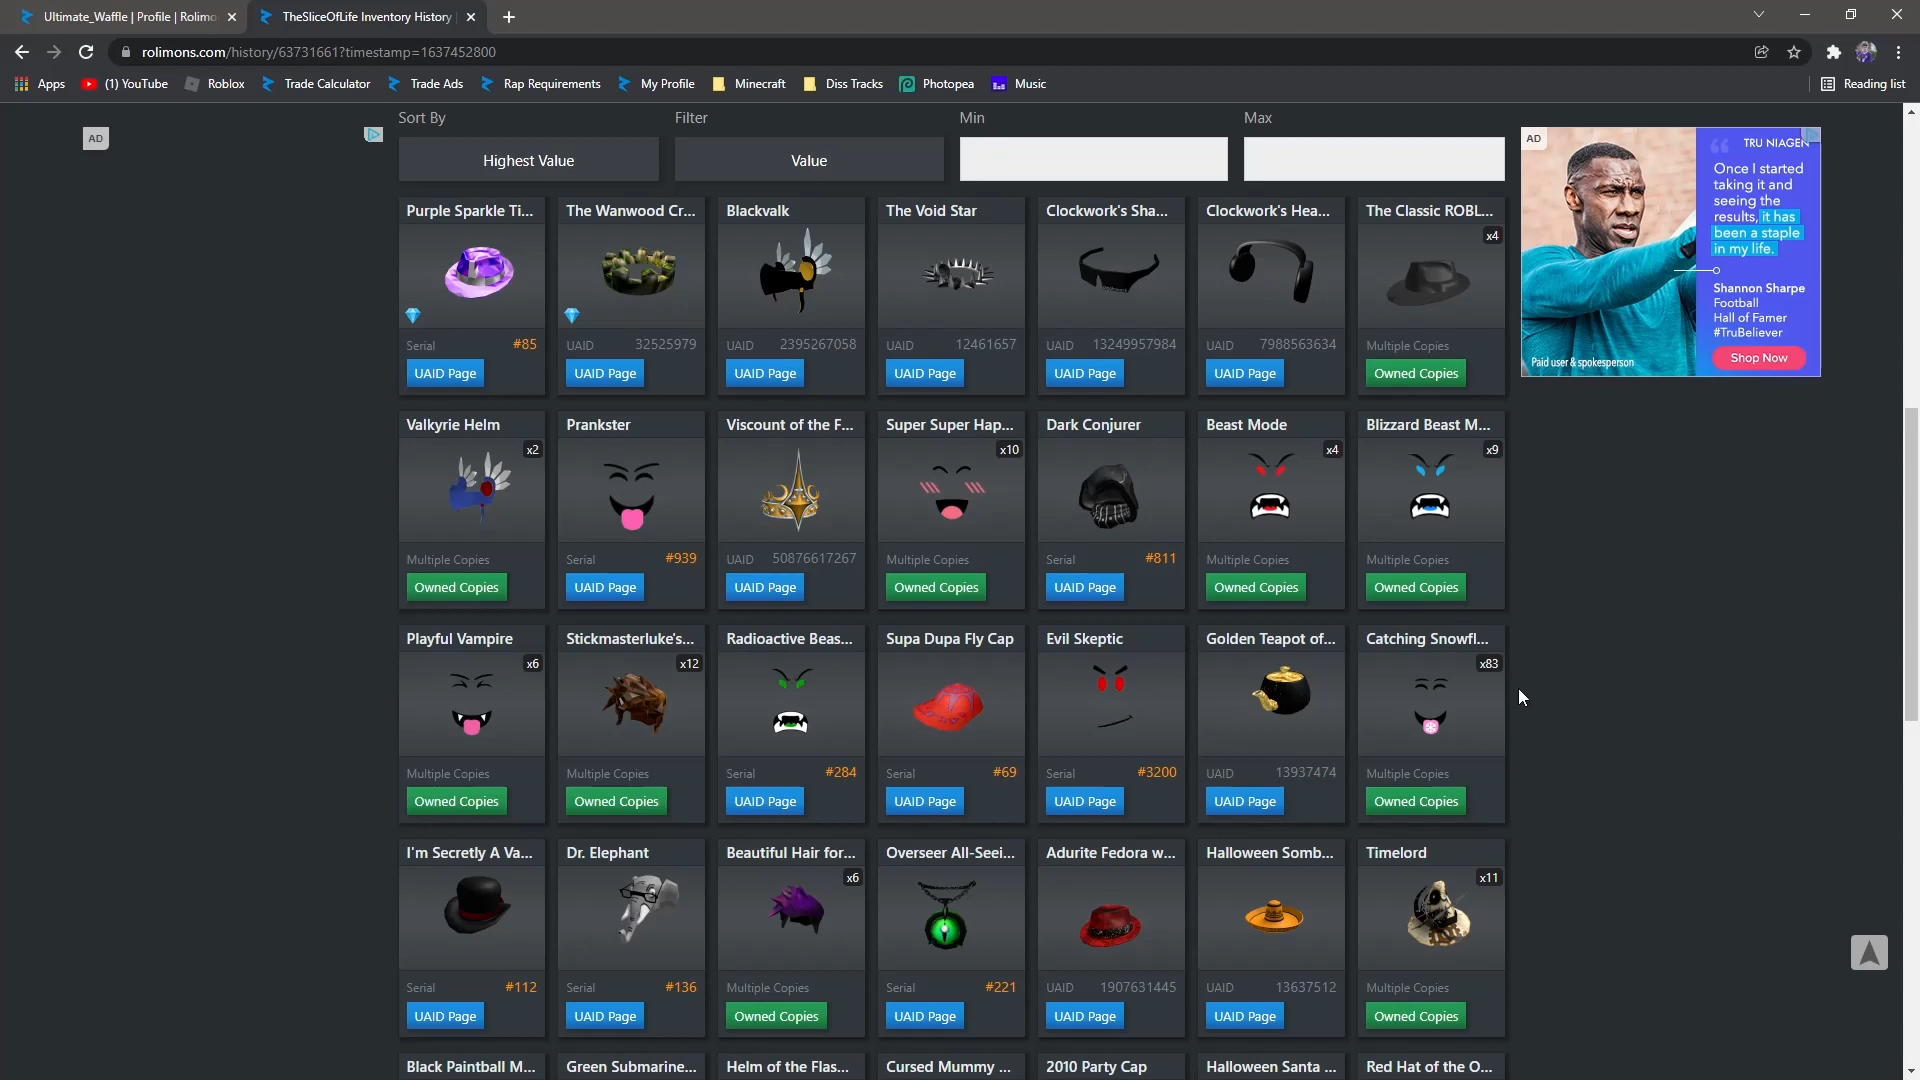 Ultimate_Waffle | Profile | Rolimo
TheSliceOfLife Inventory History
rolimons.com/history/63731661?timestamp=1637452800
Apps
(1) YouTube
Roblox
Trade Calculator
Trade Ads
Rap Requirements
My Profile
Minecraft
Diss Tracks
Photopea
Music
Reading list
AD
Sort By
Filter
Min
Max
Highest Value
Value
Purple Sparkle Ti...
Serial #85
UAID Page
The Wanwood Cr...
UAID 32525979
UAID Page
Blackvalk
UAID 2395267058
UAID Page
The Void Star
UAID 12461657
UAID Page
Clockwork's Sha...
UAID 13249957984
UAID Page
Clockwork's Hea...
UAID 7988563634
UAID Page
The Classic ROBL...
x4
Multiple Copies
Owned Copies
AD
TRU NIAGEN
Once I started
taking it and
seeing the
results, it has
been a staple
in my life.
Shannon Sharpe
Football
Hall of Famer
#TruBeliever
Shop Now
Paid user & spokesperson
Valkyrie Helm
x2
Multiple Copies
Owned Copies
Prankster
Serial #939
UAID Page
Viscount of the F...
UAID 50876617267
UAID Page
Super Super Hap...
x10
Multiple Copies
Owned Copies
Dark Conjurer
Serial #811
UAID Page
Beast Mode
x4
Multiple Copies
Owned Copies
Blizzard Beast M...
x9
Multiple Copies
Owned Copies
Playful Vampire
x6
Multiple Copies
Owned Copies
Stickmasterluke's...
x12
Multiple Copies
Owned Copies
Radioactive Beas...
Serial #284
UAID Page
Supa Dupa Fly Cap
Serial #69
UAID Page
Evil Skeptic
Serial #3200
UAID Page
Golden Teapot of...
UAID 13937474
UAID Page
Catching Snowfl...
x83
Multiple Copies
Owned Copies
I'm Secretly A Va...
Serial #112
UAID Page
Dr. Elephant
Serial #136
UAID Page
Beautiful Hair for...
x6
Multiple Copies
Owned Copies
Overseer All-Seei...
Serial #221
UAID Page
Adurite Fedora w...
UAID 1907631445
UAID Page
Halloween Somb...
UAID 13637512
UAID Page
Timelord
x11
Multiple Copies
Owned Copies
Black Paintball M...
Green Submarine...
Helm of the Flas...
Cursed Mummy ...
2010 Party Cap
Halloween Santa ...
Red Hat of the O...